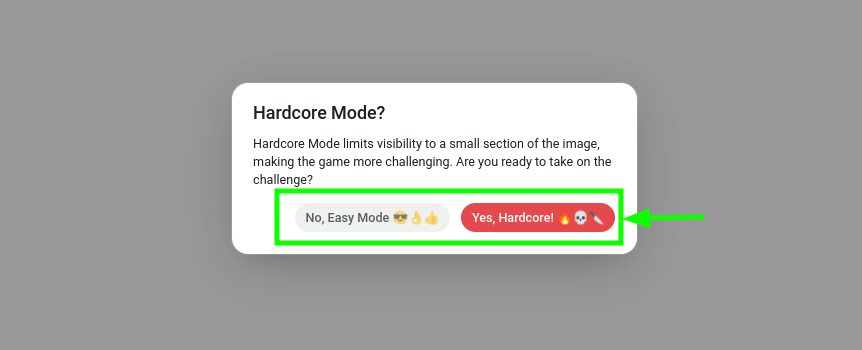 Hardcore Mode?
Hardcore Mode limits visibility to a small section of the image,
making the game more challenging. Are you ready to take on the
challenge?
No, Easy Mode 😎👌👍
Yes, Hardcore! 🔥💀🔪